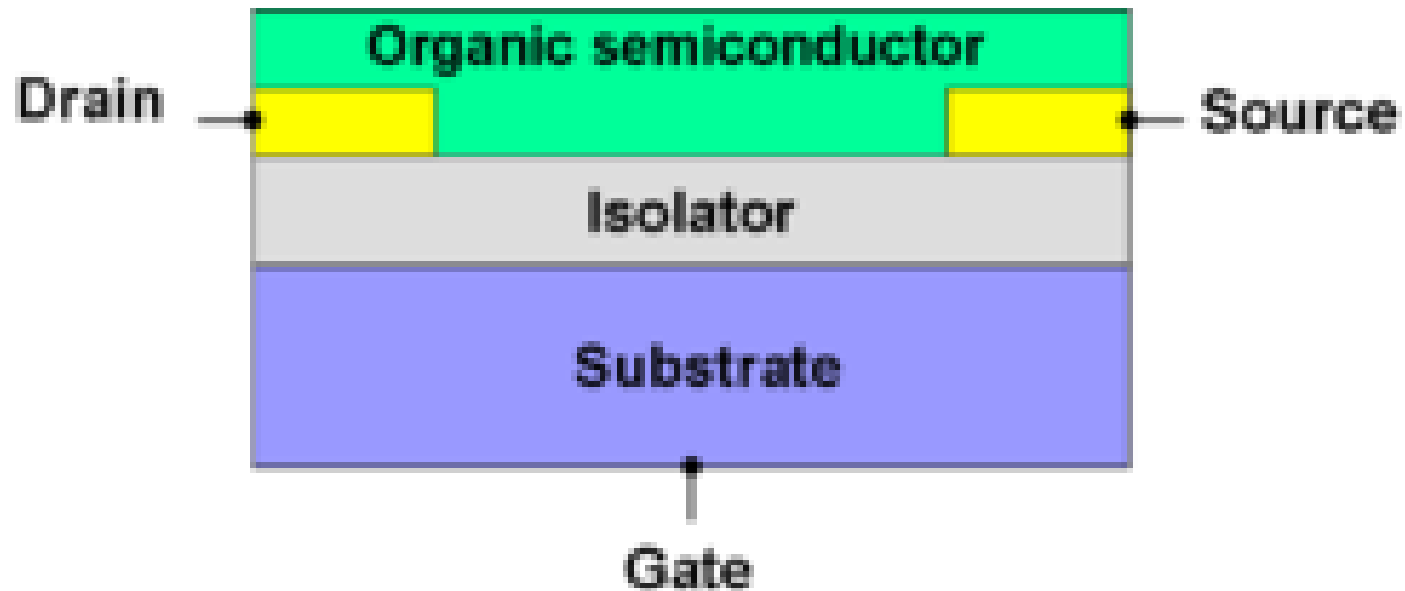 Organic semiconductor
Drain
Source
Isolator
Substrate
Gate